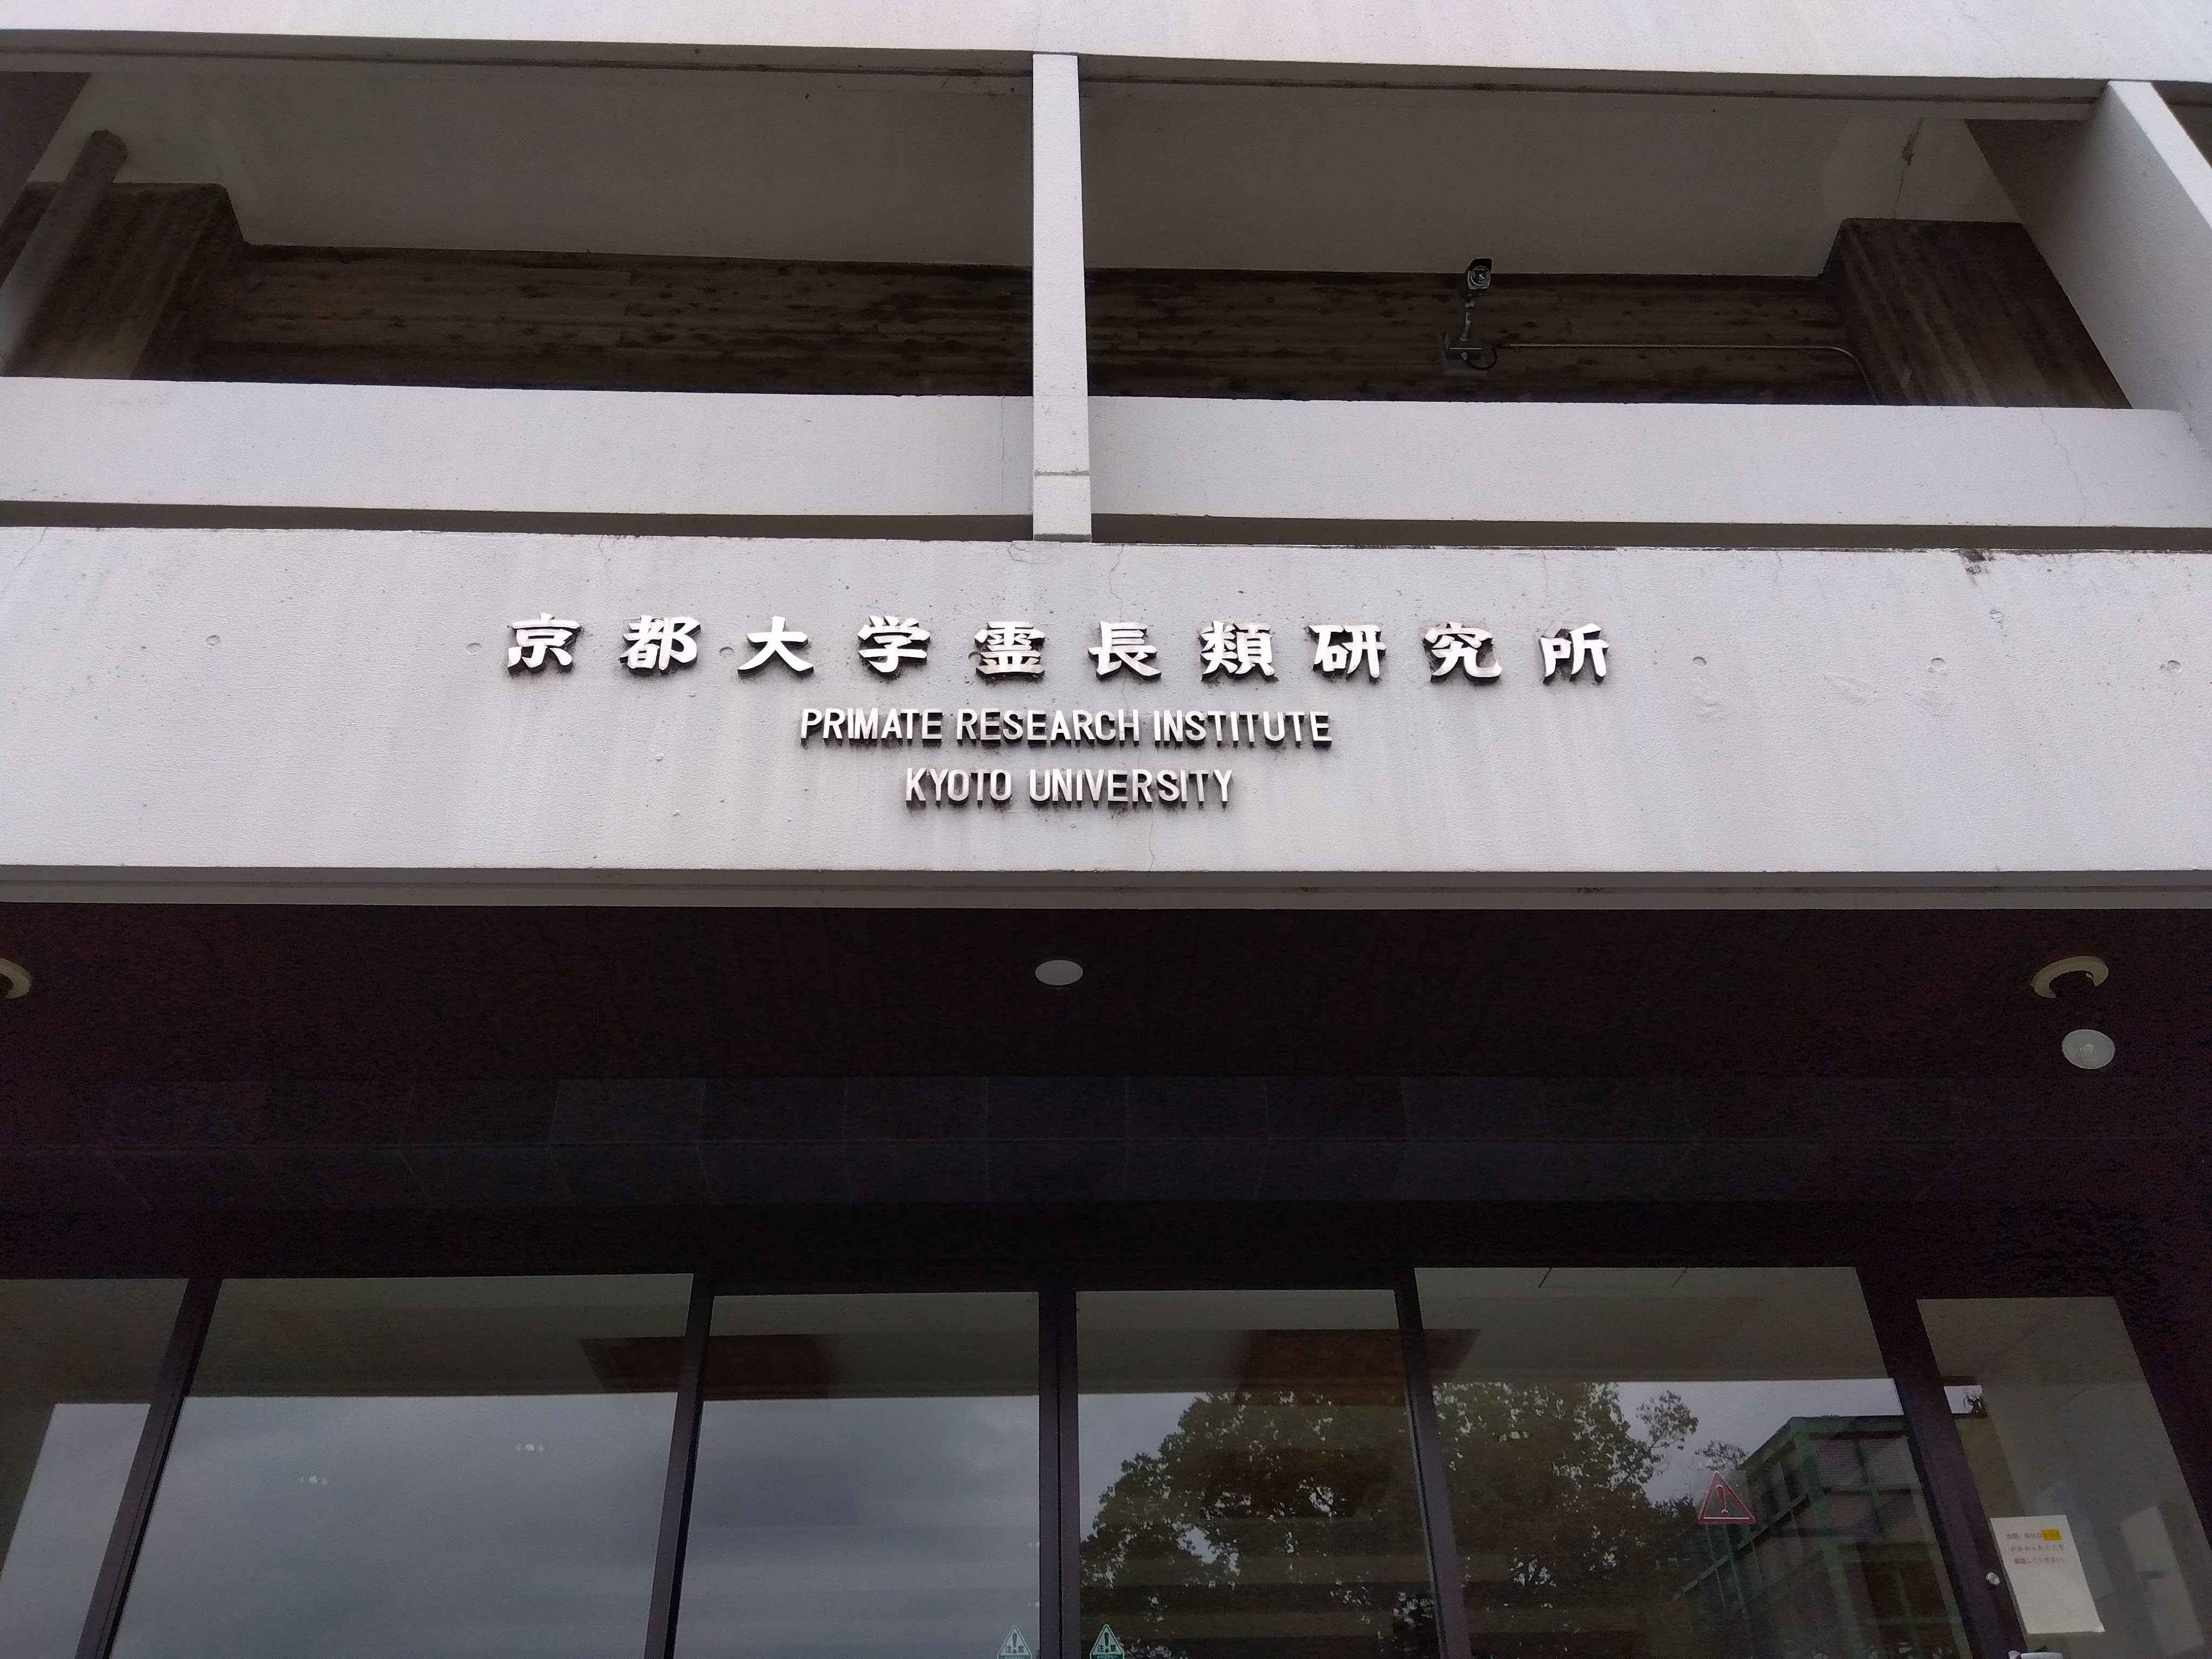 京都大学霊長類研究所
PRIMATE RESEARCH INSTITUTE
KYOTO UNIVERSITY